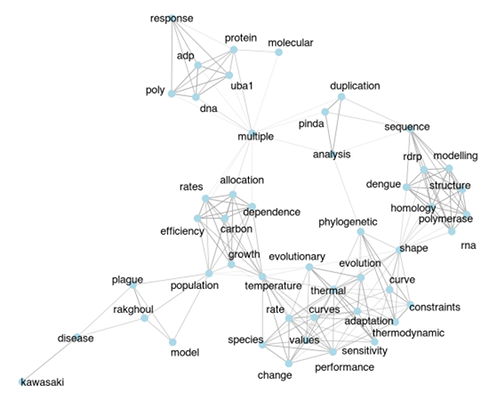 response
protein
molecular
adp
uba1
poly
dna
duplication
pinda
multiple
sequence
analysis
rdrp
modelling
dengue
structure
homology
polymerase
rna
rates
allocation
dependence
efficiency
carbon
phylogenetic
growth
evolutionary
shape
evolution
plague
population
temperature
thermal
curve
rakghoul
rate
curves
constraints
adaptation
thermodynamic
disease
model
species
values
sensitivity
change
performance
kawasaki